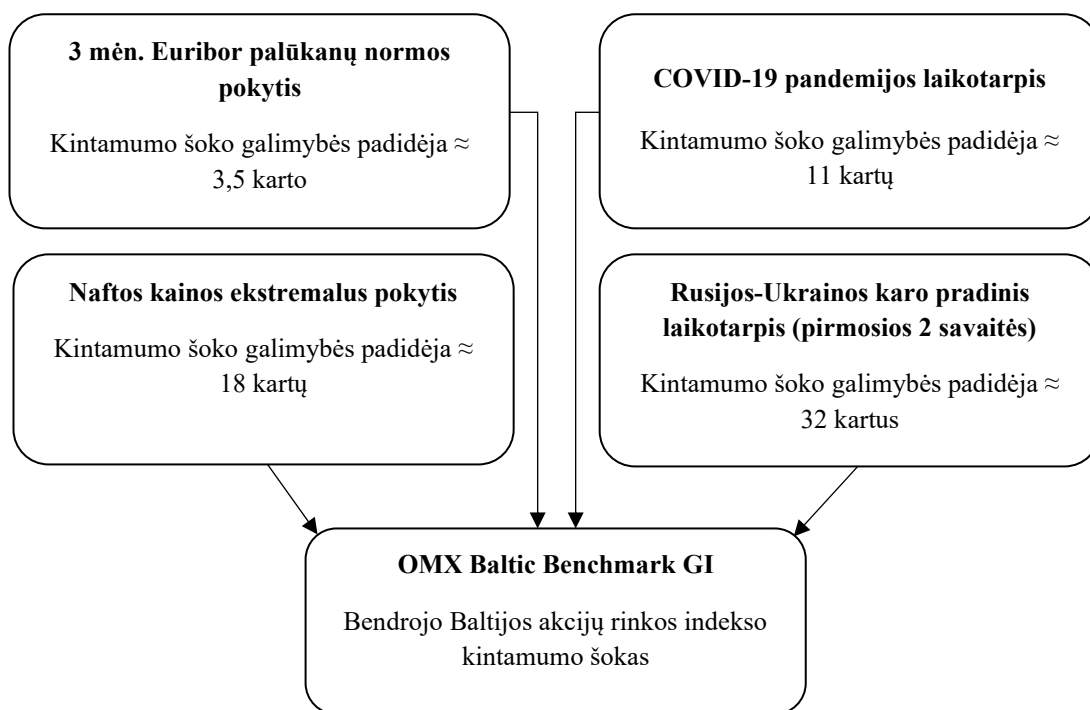 3 mėn. Euribor palūkanų normos
pokytis
Kintamumo šoko galimybės padidėja ≈
3,5 karto
COVID-19 pandemijos laikotarpis
Kintamumo šoko galimybės padidėja ≈
11 kartų
Naftos kainos ekstremalus pokytis
Kintamumo šoko galimybės padidėja ≈
18 kartų
Rusijos-Ukrainos karo pradinis
laikotarpis (pirmosios 2 savaitės)
Kintamumo šoko galimybės padidėja ≈
32 kartus
OMX Baltic Benchmark GI
Bendrojo Baltijos akcijų rinkos indekso
kintamumo šokas